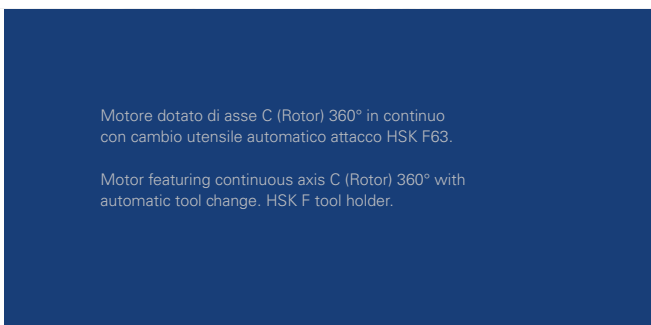 Motore dotato di asse C (Rotor) 360° in continuo
con cambio utensile automatico attacco HSK F63.
Motor featuring continuous axis C (Rotor) 360° with
automatic tool change. HSK F tool holder.